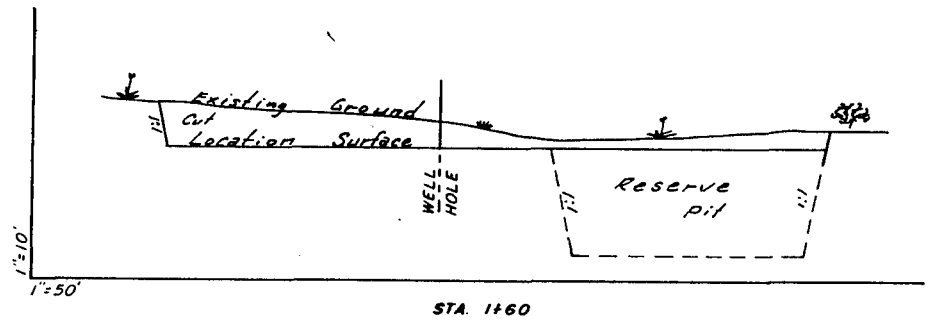 Existing Ground
1:1
Cut
Location Surface
WELL HOLE
Reserve
Pit
1:1
1:1
1"=10'
1"=50'
STA. 1+60